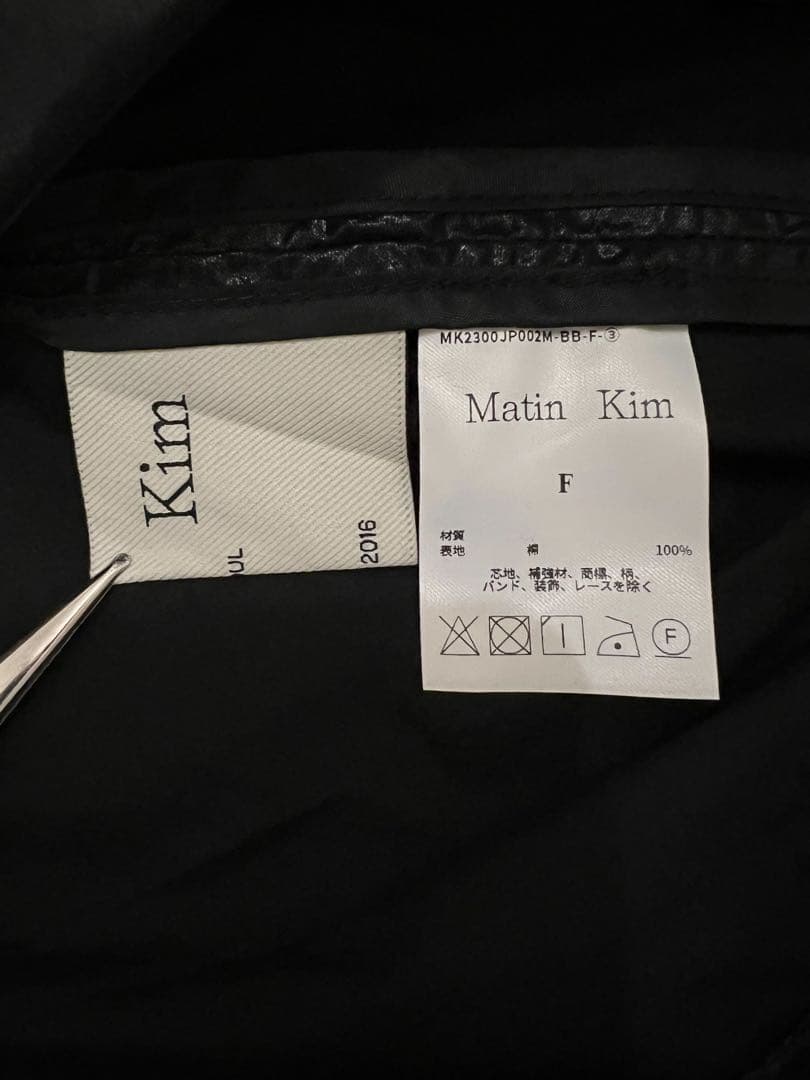 Kim
UL
2016
MK2300JP002M-BB-F-③
Matin Kim
F
材質
表地 綿 100%
芯地、補強材、商標、柄、
バンド、装飾、レースを除く
F